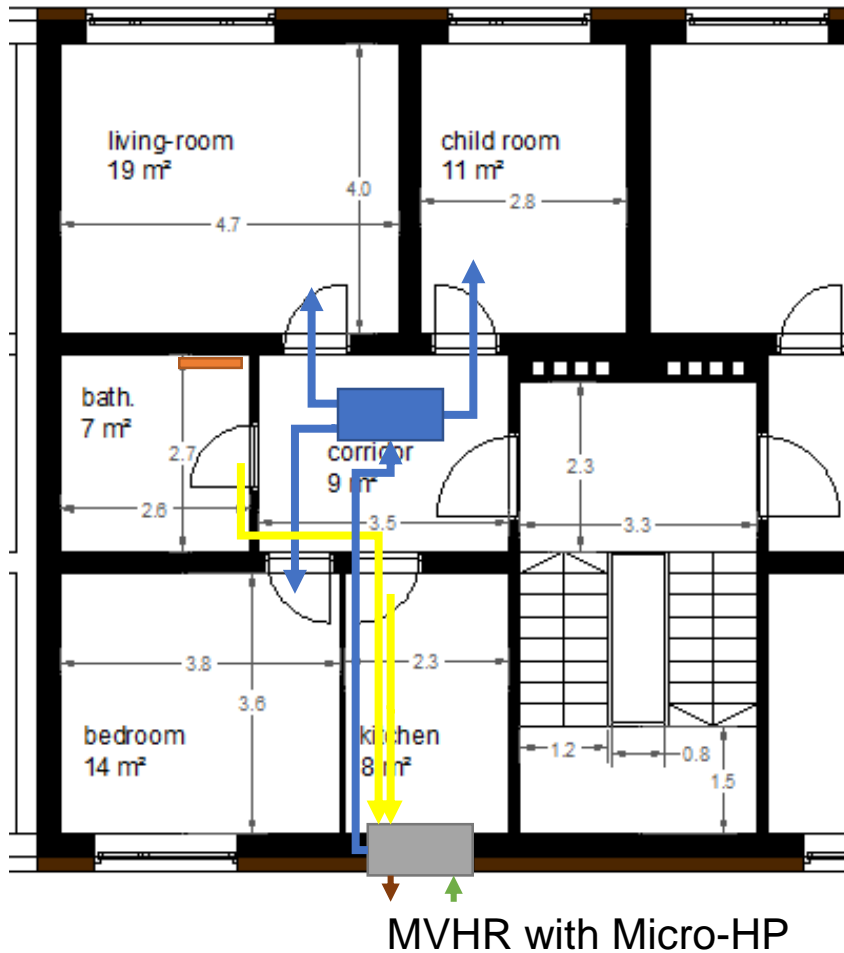 living-room
19 m²
4.0
4.7
child room
11 m²
2.8
bath.
7 m²
2.7
2.6
corridor
9 m²
3.5
2.3
3.3
3.8
3.6
2.3
bedroom
14 m²
kitchen
8 m²
1.2
0.8
1.5
MVHR with Micro-HP